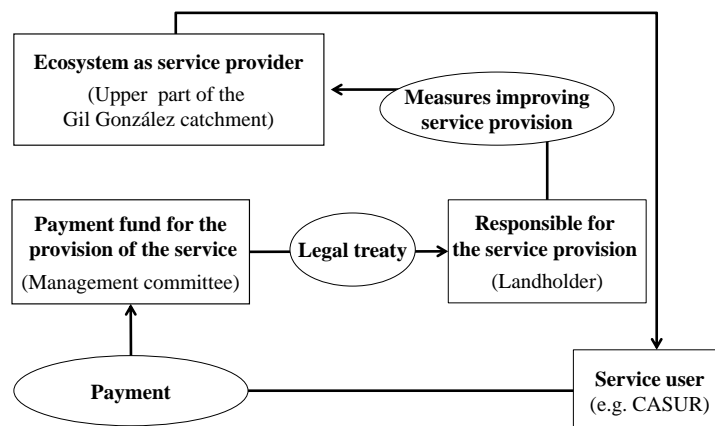 Ecosystem as service provider
(Upper part of the
Gil González catchment)
Measures improving
service provision
Payment fund for the
provision of the service
(Management committee)
Legal treaty
Responsible for
the service provision
(Landholder)
Payment
Service user
(e.g. CASUR)